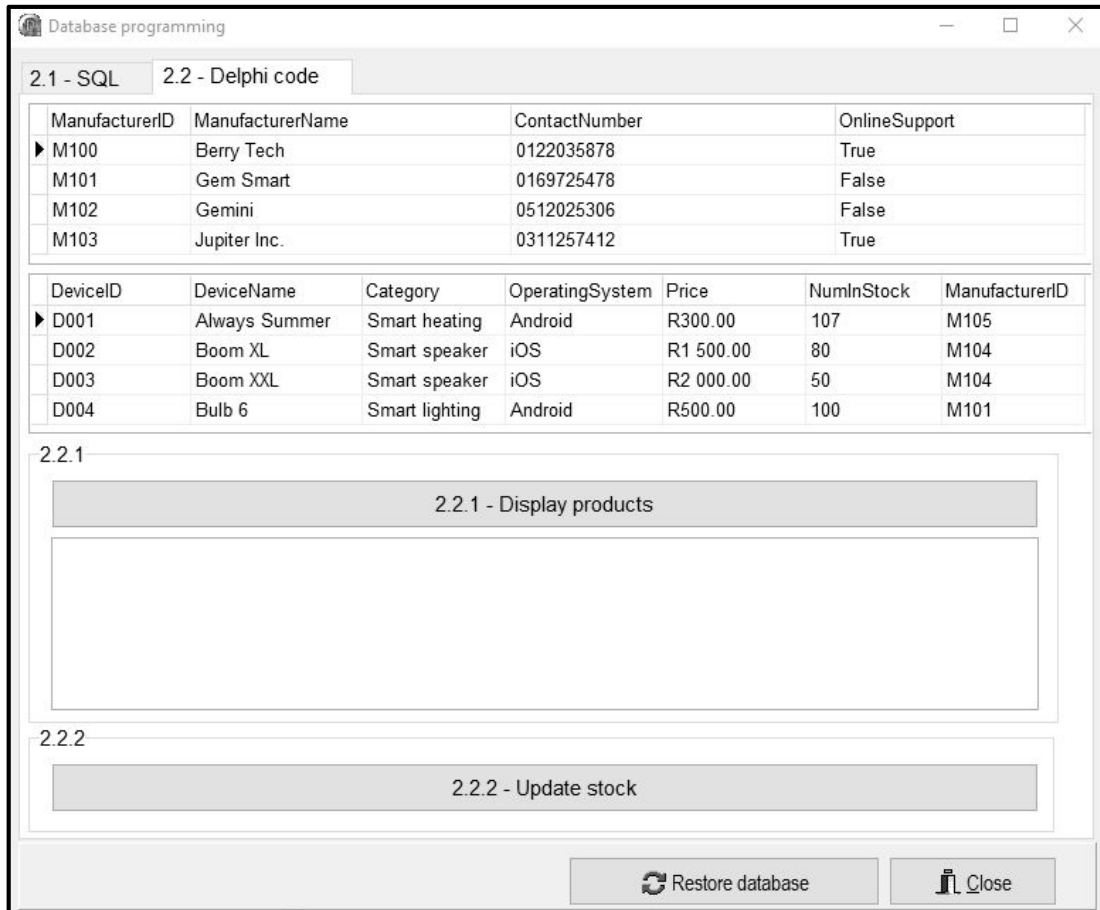 Database programming
2.1 - SQL 2.2 - Delphi code
ManufacturerID ManufacturerName ContactNumber OnlineSupport
M100 Berry Tech 0122035878 True
M101 Gem Smart 0169725478 False
M102 Gemini 0512025306 False
M103 Jupiter Inc. 0311257412 True
DeviceID DeviceName Category OperatingSystem Price NumInStock ManufacturerID
D001 Always Summer Smart heating Android R300.00 107 M105
D002 Boom XL Smart speaker iOS R1 500.00 80 M104
D003 Boom XXL Smart speaker iOS R2 000.00 50 M104
D004 Bulb 6 Smart lighting Android R500.00 100 M101
2.2.1
2.2.1 - Display products
2.2.2
2.2.2 - Update stock
Restore database Close